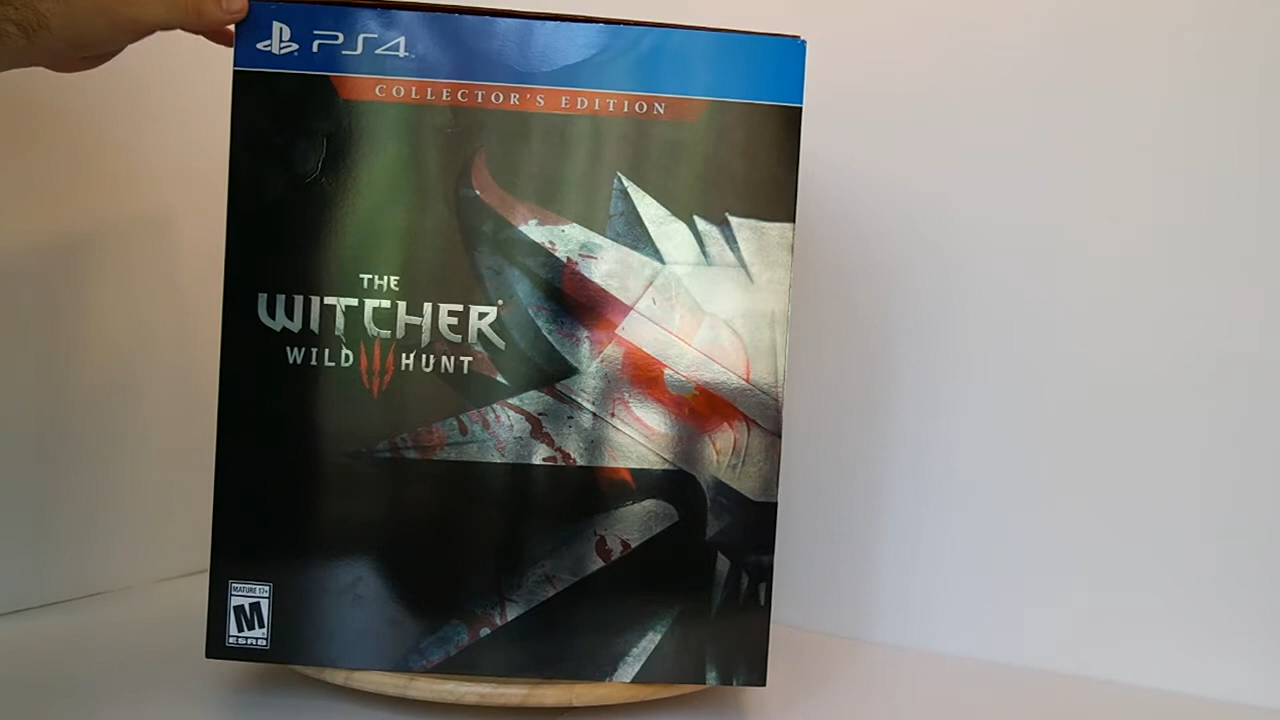 PS4
COLLECTOR'S EDITION
THE
WITCHER®
WILD III HUNT
MATURE 17+
M
ESRB